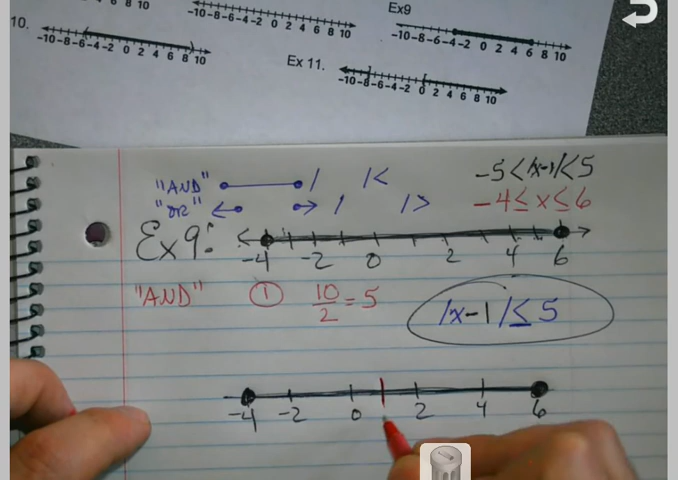 10 8 10
-10-8-6-4-2 0 2 4 6 8 10
Ex9
-10-8-6-4-2 0 2 4 6 8 10
10.
-10-8-6-4-2 0 2 4 6 8 10
Ex 11.
-10-8-6-4-2 0 2 4 6 8 10
"AND" | |<
-5<|x-1|<5
"OR" | |>
-4≤x≤6
Ex9:
-4 -2 0 2 4 6
"AND" ① 10/2 = 5
|x-1|≤5
-4 -2 0 2 4 6